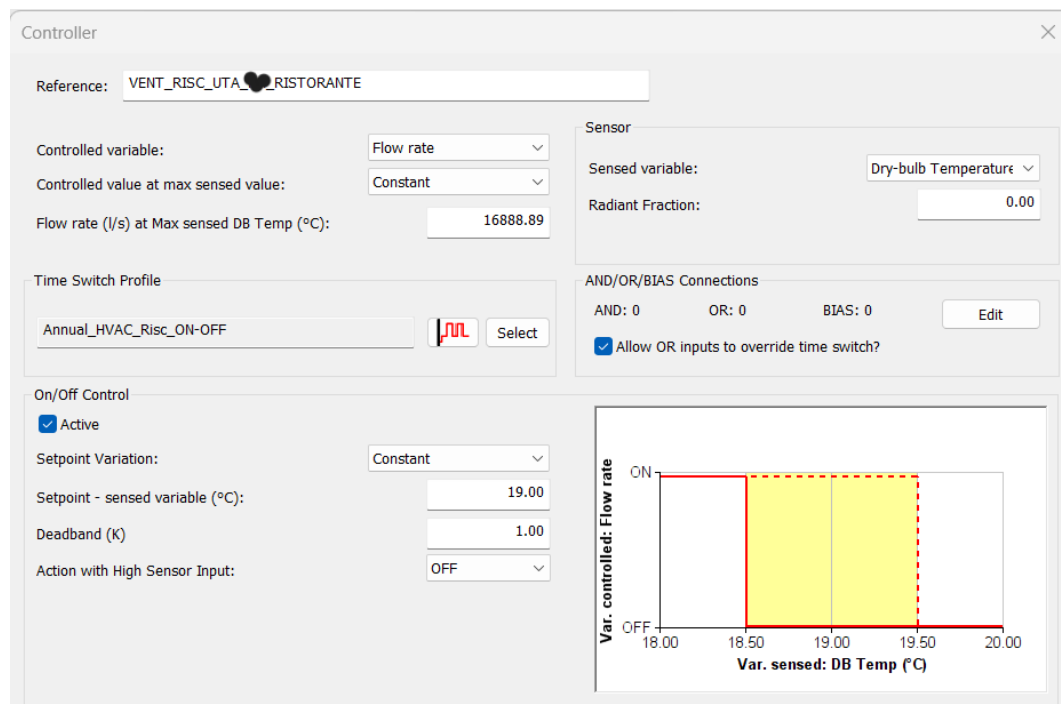 Controller
Reference: VENT_RISC_UTA_ _RISTORANTE
Controlled variable: Flow rate
Controlled value at max sensed value: Constant
Flow rate (l/s) at Max sensed DB Temp (°C): 16888.89
Sensor
Sensed variable: Dry-bulb Temperature
Radiant Fraction: 0.00
Time Switch Profile
Annual_HVAC_Risc_ON-OFF
Select
AND/OR/BIAS Connections
AND: 0 OR: 0 BIAS: 0 Edit
Allow OR inputs to override time switch?
On/Off Control
Active
Setpoint Variation: Constant
Setpoint - sensed variable (°C): 19.00
Deadband (K) 1.00
Action with High Sensor Input: OFF
Var. controlled: Flow rate
ON
OFF
18.00 18.50 19.00 19.50 20.00
Var. sensed: DB Temp (°C)